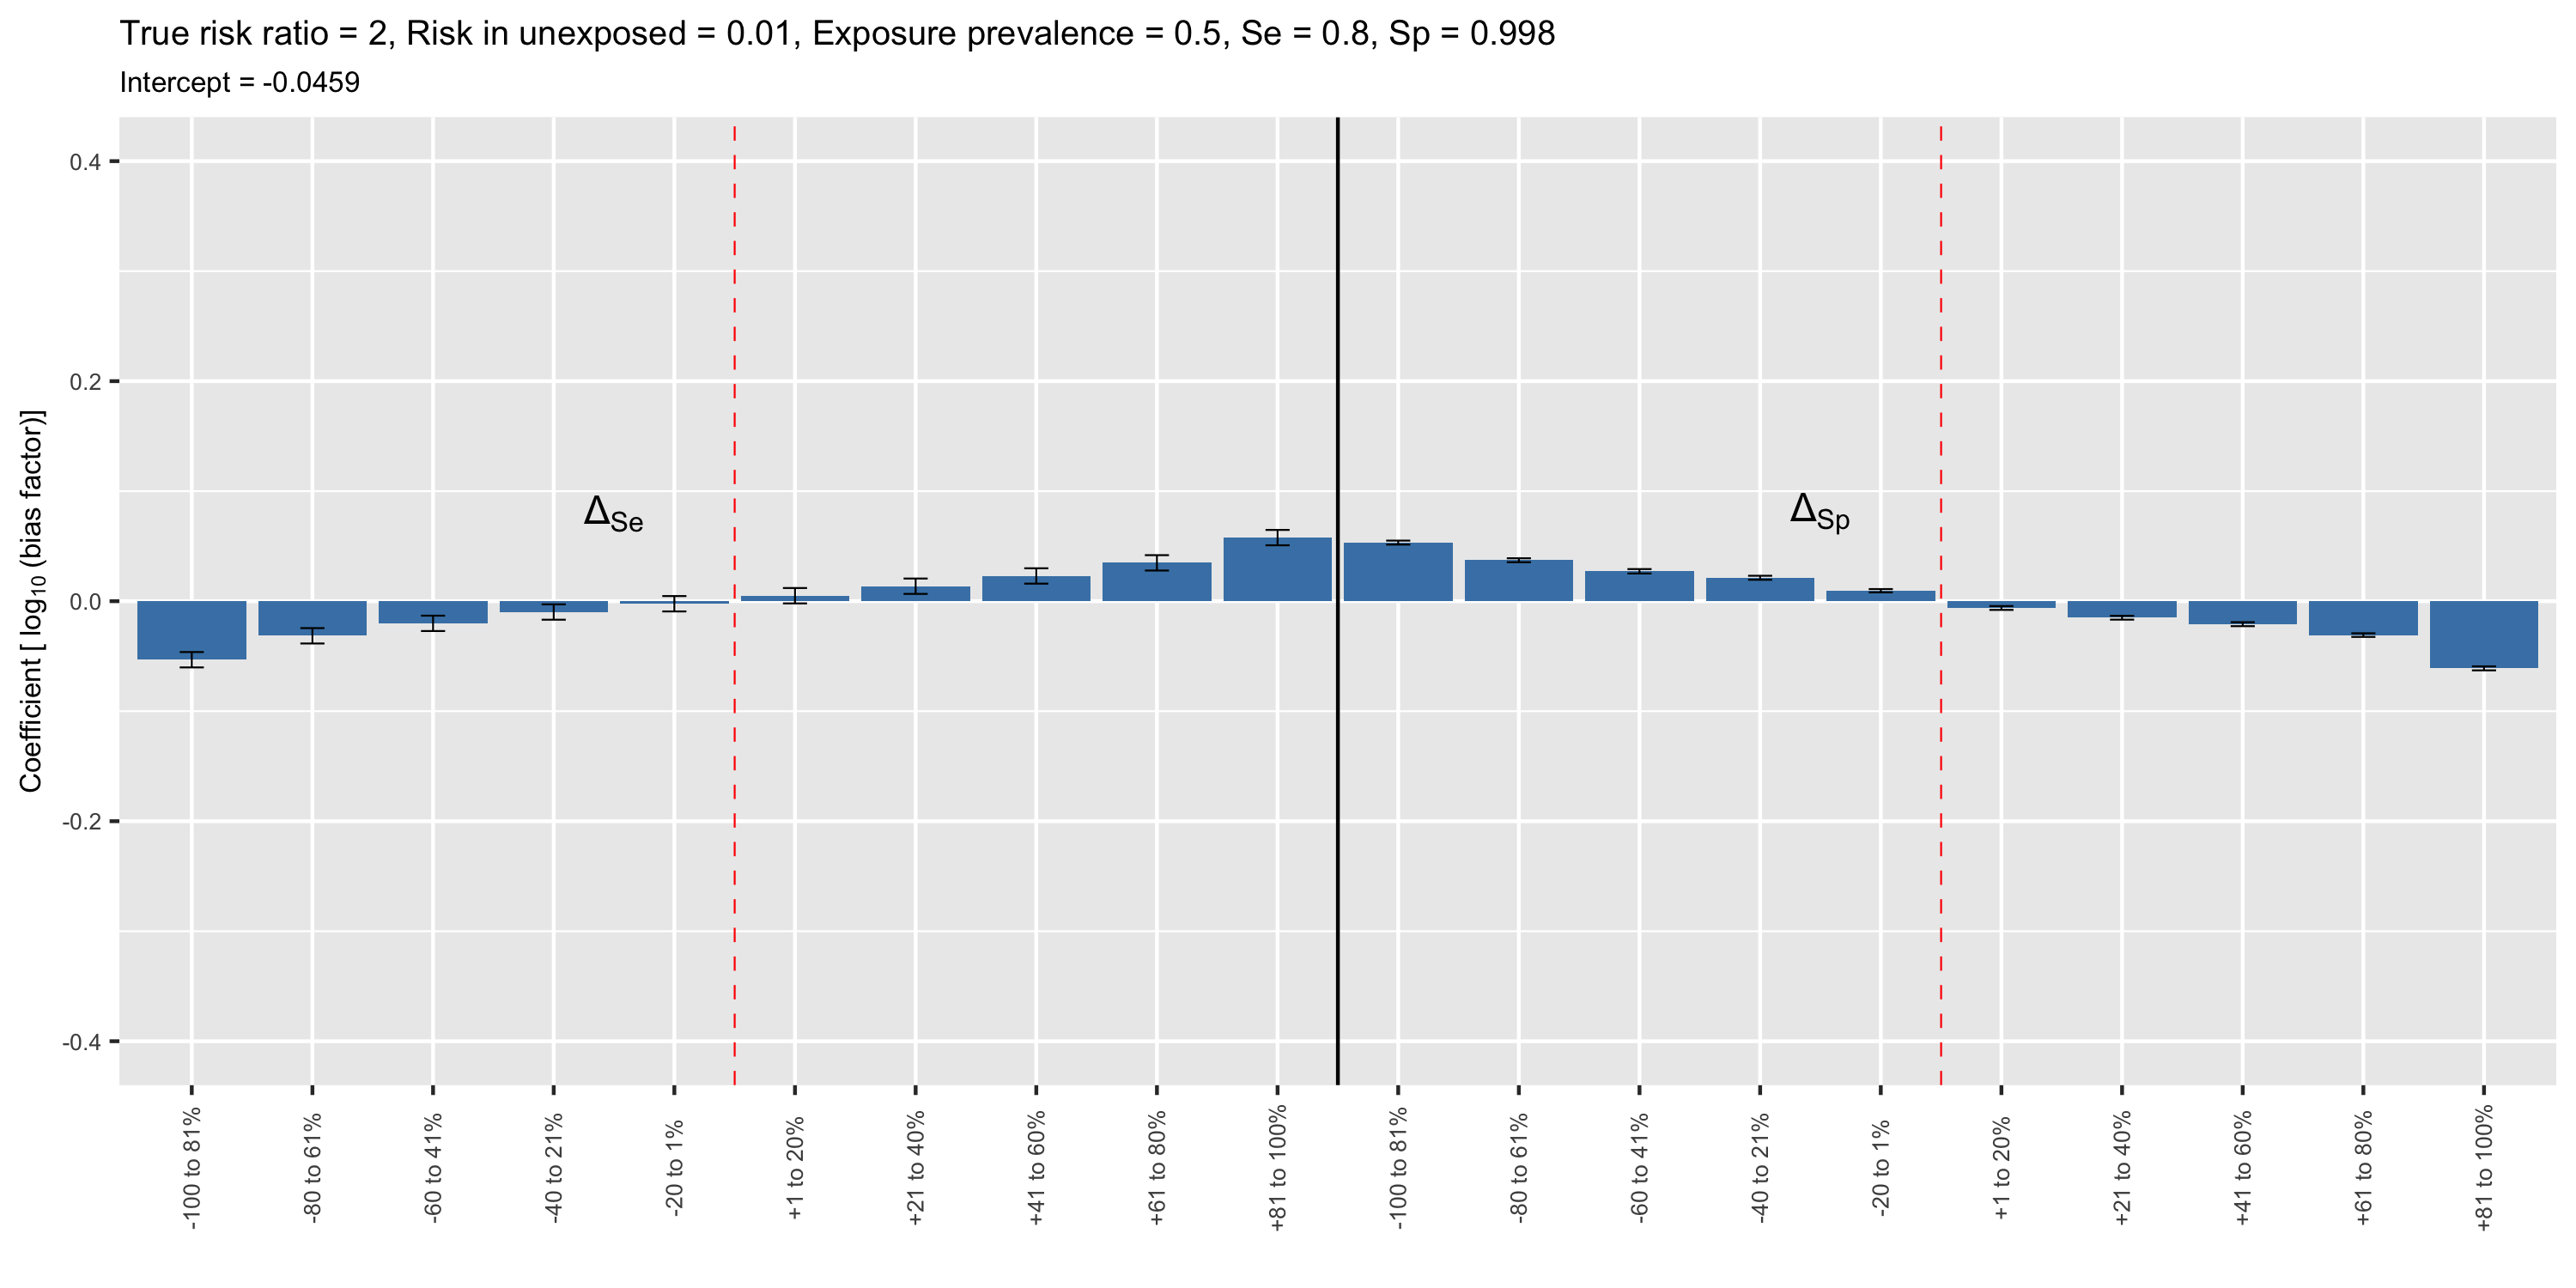 True risk ratio = 2, Risk in unexposed = 0.01, Exposure prevalence = 0.5, Se = 0.8, Sp = 0.998
Intercept = -0.0459
Coefficient [ log10 (bias factor)]
0.4
0.2
0.0
-0.2
-0.4
ΔSe
ΔSp
-100 to 81%
-80 to 61%
-60 to 41%
-40 to 21%
-20 to 1%
+1 to 20%
+21 to 40%
+41 to 60%
+61 to 80%
+81 to 100%
-100 to 81%
-80 to 61%
-60 to 41%
-40 to 21%
-20 to 1%
+1 to 20%
+21 to 40%
+41 to 60%
+61 to 80%
+81 to 100%